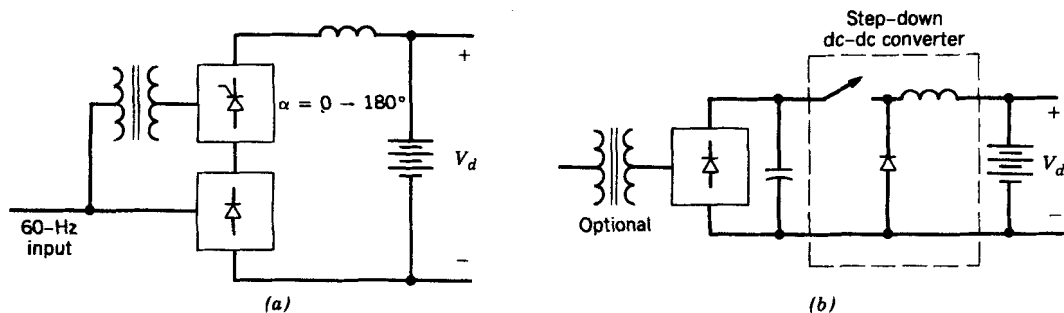 Step-down
dc-dc converter
+
α = 0 → 180°
V_d
60-Hz
input
−
(a)
+
V_d
Optional
−
(b)